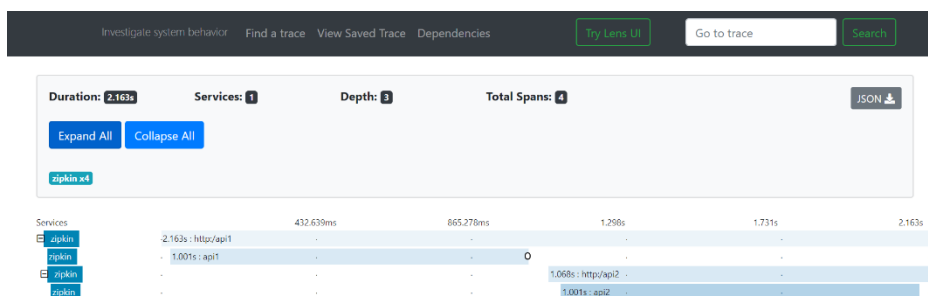 Investigate system behavior Find a trace View Saved Trace Dependencies Try Lens UI Go to trace Search
Duration: 2.163s Services: 1 Depth: 3 Total Spans: 4 JSON
Expand All Collapse All
zipkin x4
Services 432.639ms 865.278ms 1.298s 1.731s 2.163s
zipkin 2.163s : http:/api1
zipkin 1.001s : api1
zipkin 1.068s : http:/api2
zipkin 1.001s : api2